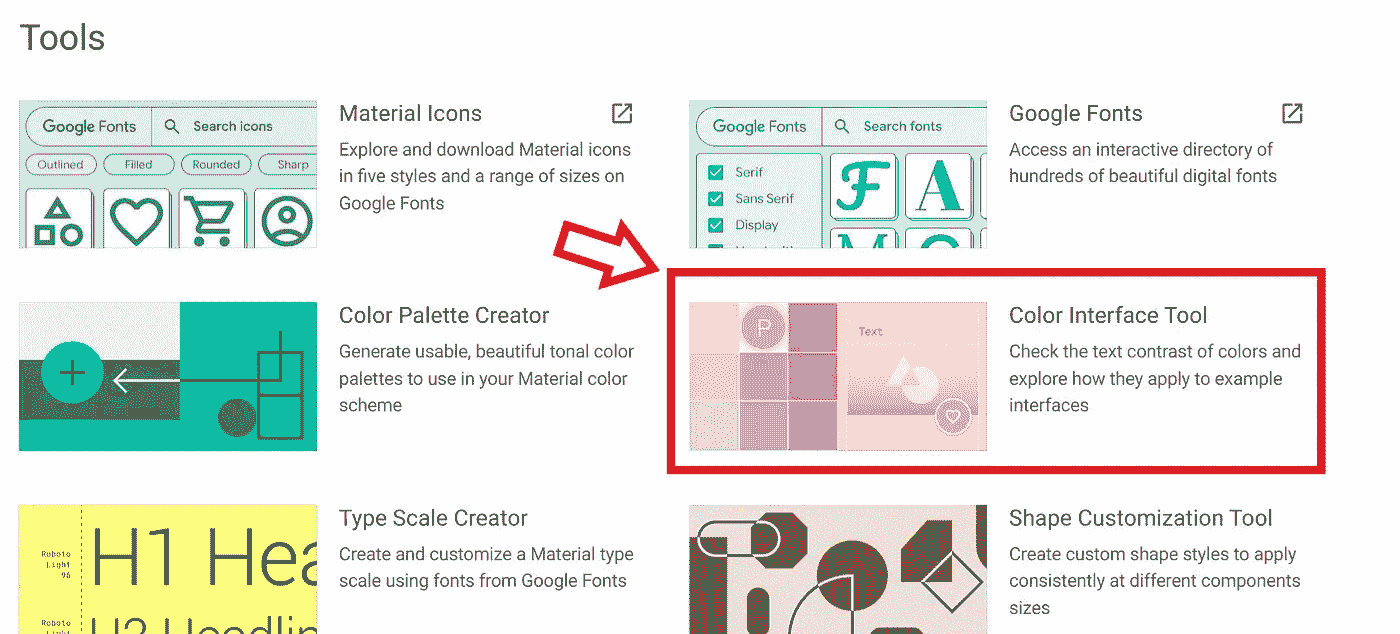 Tools
Google Fonts
Search icons
Outlined
Filled
Rounded
Sharp
Material Icons
Explore and download Material icons
in five styles and a range of sizes on
Google Fonts
Google Fonts
Search fonts
Serif
Sans Serif
Display
F
A
Google Fonts
Access an interactive directory of
hundreds of beautiful digital fonts
Color Palette Creator
Generate usable, beautiful tonal color
palettes to use in your Material color
scheme
P
Text
Color Interface Tool
Check the text contrast of colors and
explore how they apply to example
interfaces
Roboto
Light
96
H1 Hea
Roboto
Type Scale Creator
Create and customize a Material type
scale using fonts from Google Fonts
Shape Customization Tool
Create custom shape styles to apply
consistently at different components
sizes